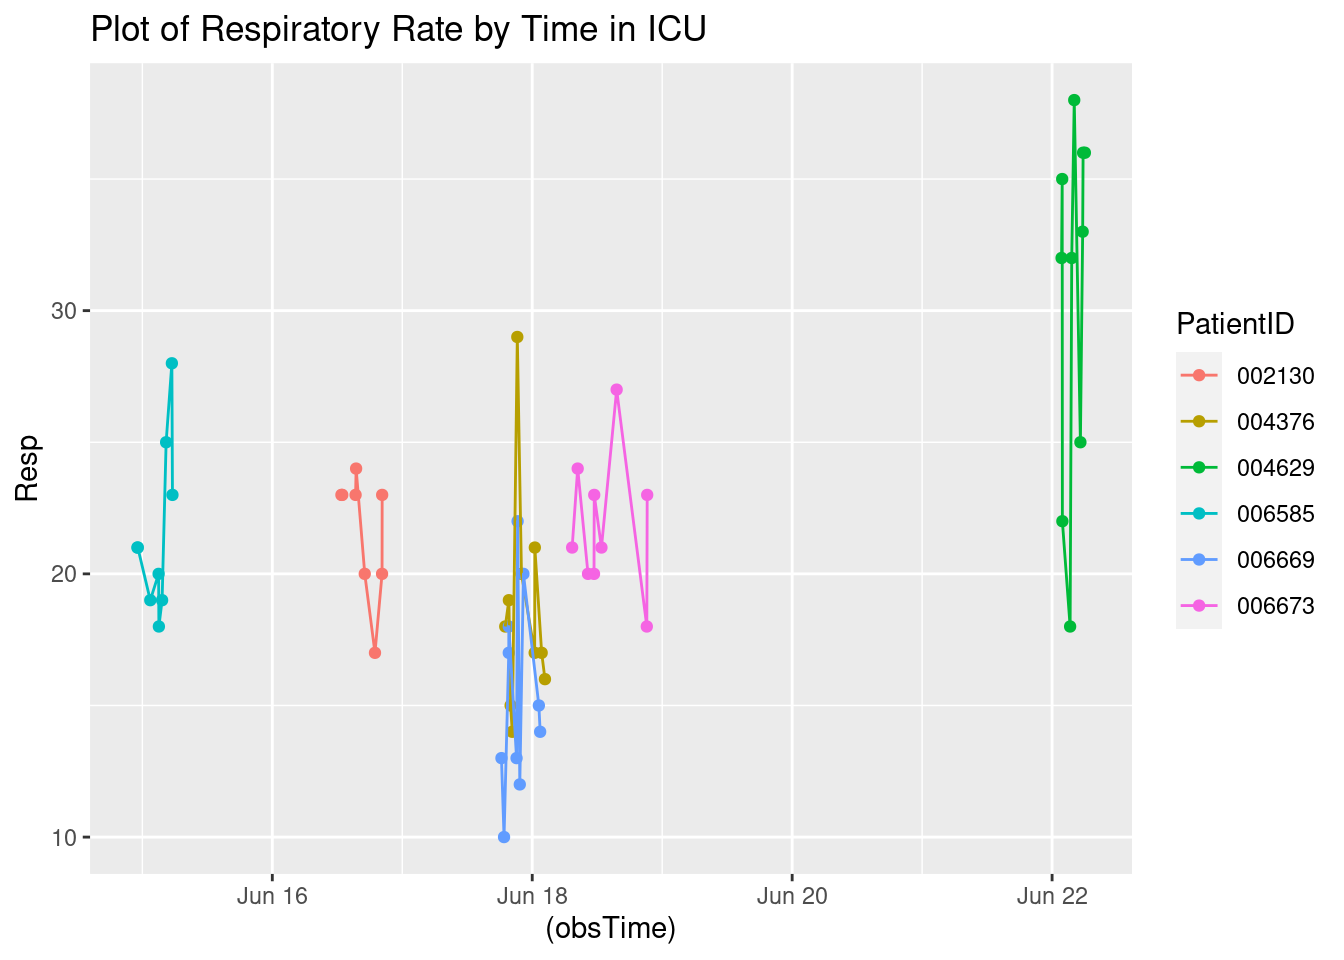 Plot of Respiratory Rate by Time in ICU
Resp
30
20
10
Jun 16
Jun 18
Jun 20
Jun 22
(obsTime)
PatientID
002130
004376
004629
006585
006669
006673